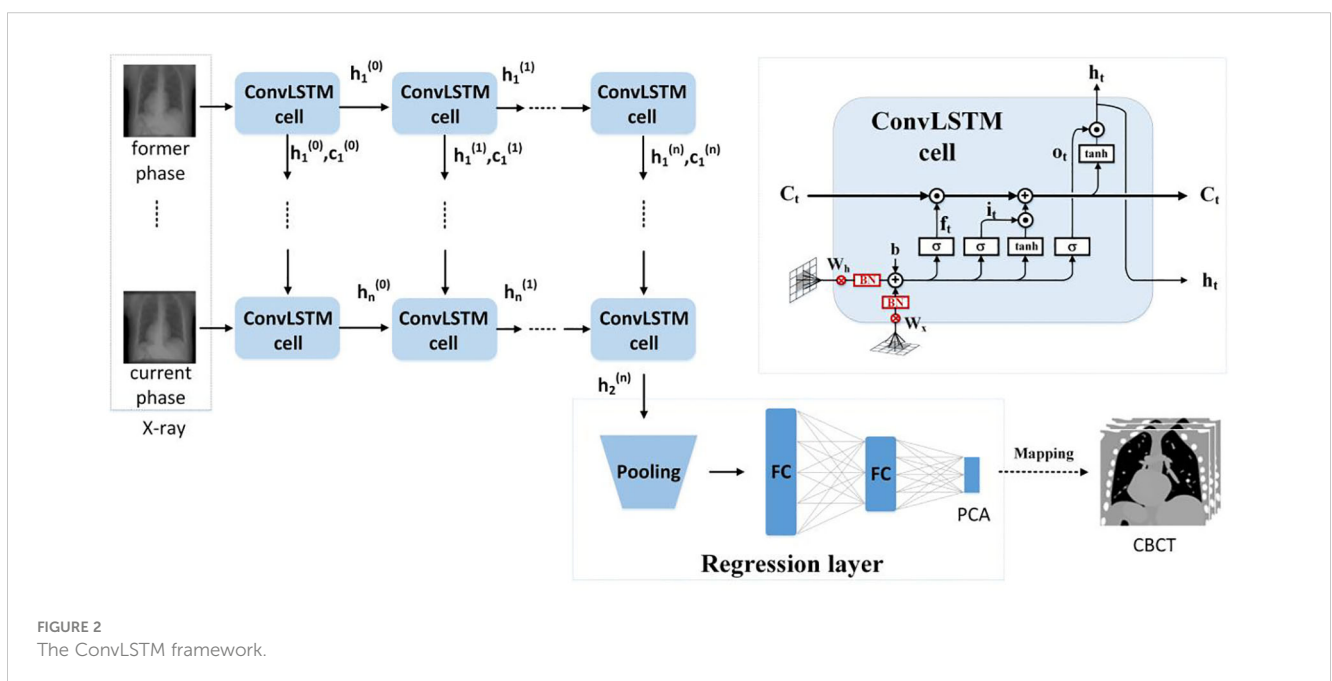 h₁⁽⁰⁾
h₁⁽¹⁾
ConvLSTM
cell
ConvLSTM
cell
ConvLSTM
cell
former
phase
h₁⁽⁰⁾,c₁⁽⁰⁾
h₁⁽¹⁾,c₁⁽¹⁾
h₁⁽ⁿ⁾,c₁⁽ⁿ⁾
hₙ⁽⁰⁾
hₙ⁽¹⁾
ConvLSTM
cell
ConvLSTM
cell
ConvLSTM
cell
current
phase
X-ray
h₂⁽ⁿ⁾
hₜ
ConvLSTM
cell
oₜ
tanh
Cₜ
Cₜ
iₜ
fₜ
σ
σ
tanh
σ
b
Wₕ
BN
BN
Wₓ
hₜ
Pooling
FC
FC
PCA
Regression layer
Mapping
CBCT
FIGURE 2
The ConvLSTM framework.